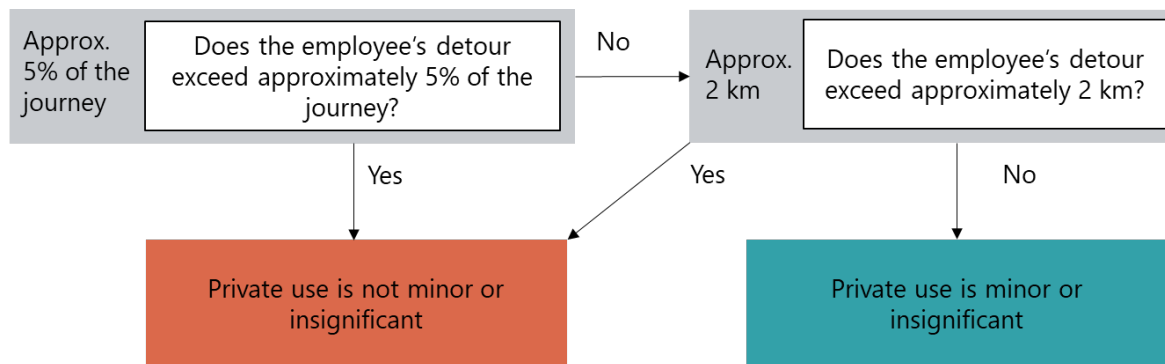 Approx.
5% of the
journey
Does the employee’s detour
exceed approximately 5% of the
journey?
No
Approx.
2 km
Does the employee’s detour
exceed approximately 2 km?
Yes
Yes
No
Private use is not minor or
insignificant
Private use is minor or
insignificant